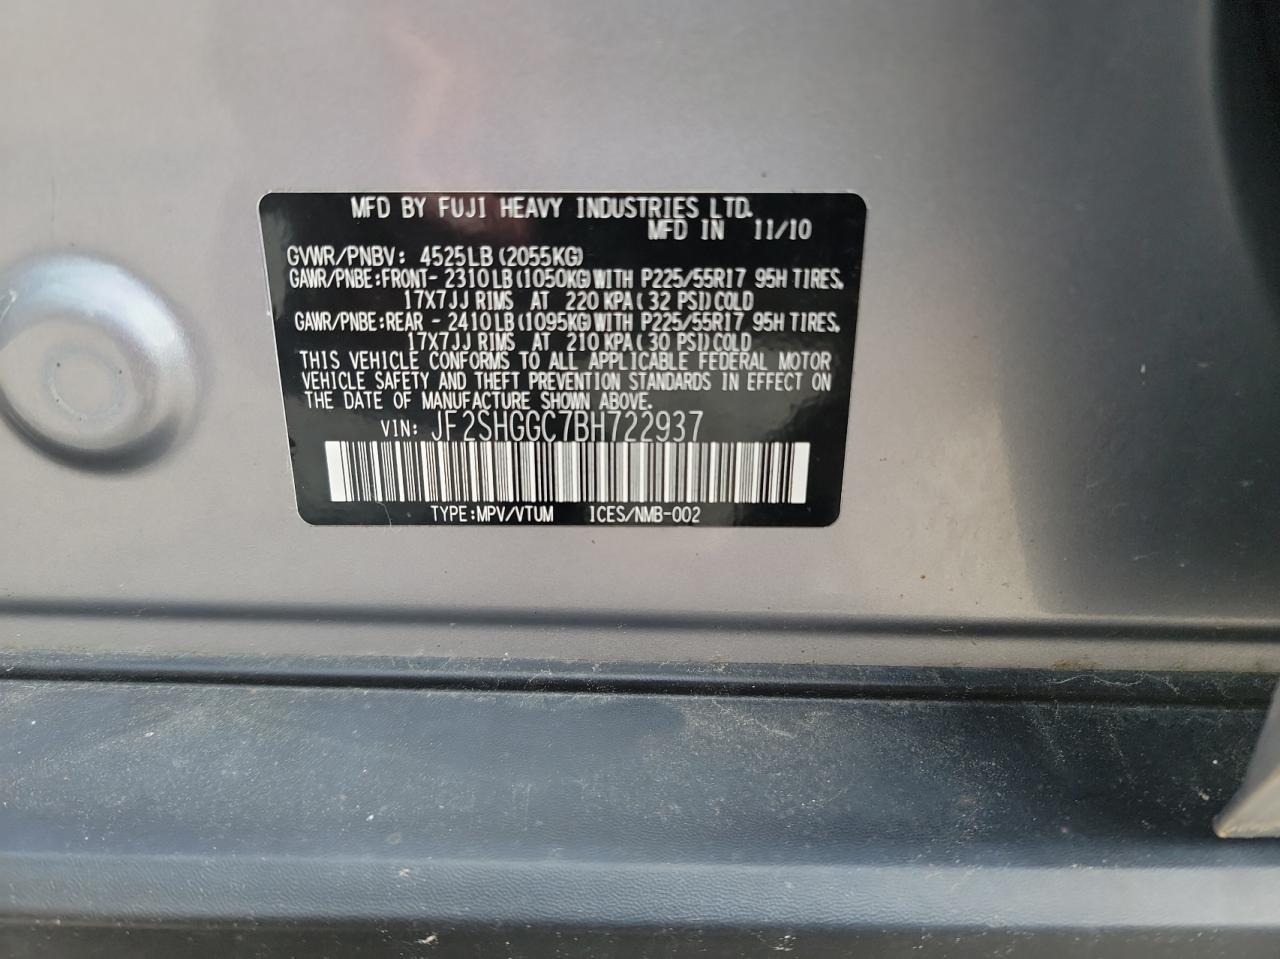 MFD BY FUJI HEAVY INDUSTRIES LTD.
MFD IN 11/10
GVWR/PNBV: 4525LB(2055KG)
GAWR/PNBE:FRONT-2310LB(1050KG)WITH P225/55R17 95H TIRES,
17X7JJ RIMS AT 220 KPA(32 PSI)COLD
GAWR/PNBE:REAR -2410LB(1095KG)WITH P225/55R17 95H TIRES,
17X7JJ RIMS AT 210 KPA(30 PSI)COLD
THIS VEHICLE CONFORMS TO ALL APPLICABLE FEDERAL MOTOR
VEHICLE SAFETY AND THEFT PREVENTION STANDARDS IN EFFECT ON
THE DATE OF MANUFACTURE SHOWN ABOVE.
VIN: JF2SHGGC7BH722937
TYPE:MPV/VTUM ICES/NMB-002